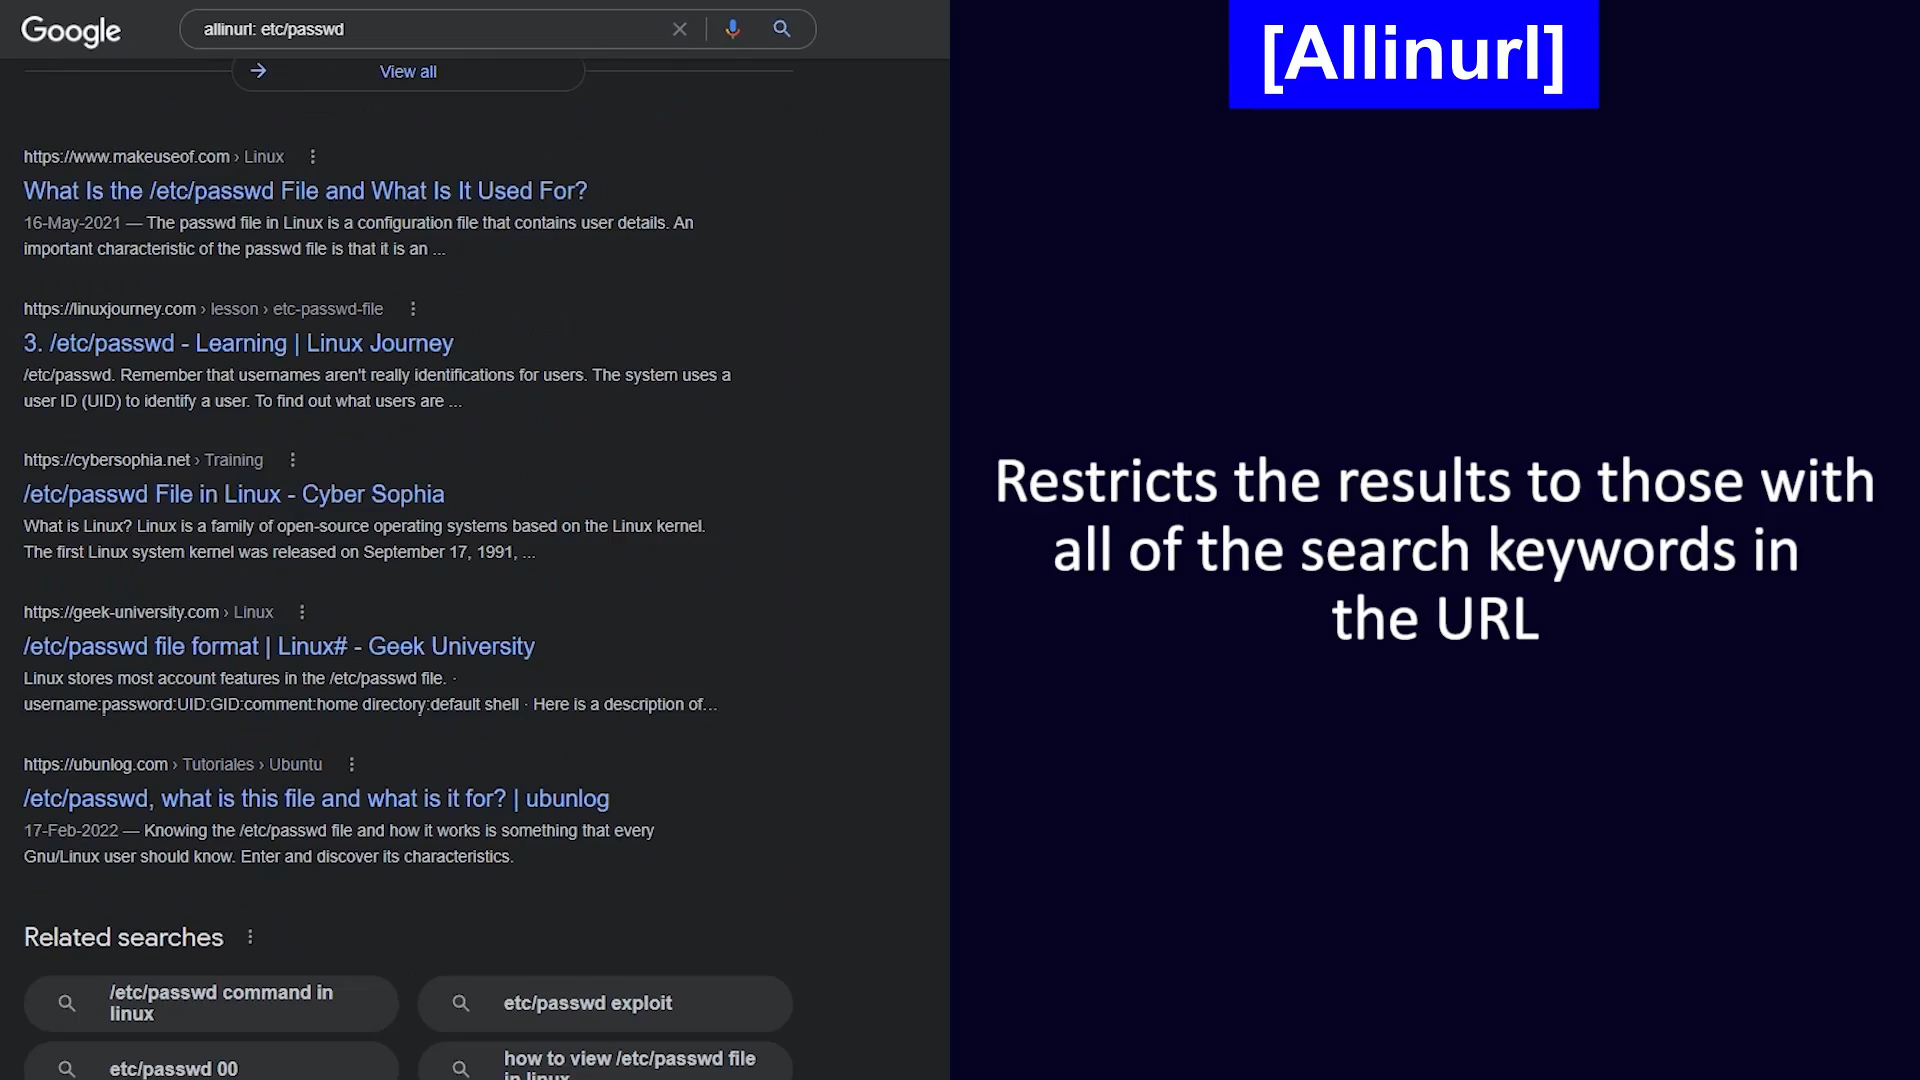 Google
allinurl: etc/passwd
View all
https://www.makeuseof.com › Linux
What Is the /etc/passwd File and What Is It Used For?
16-May-2021 — The passwd file in Linux is a configuration file that contains user details. An
important characteristic of the passwd file is that it is an ...
https://linuxjourney.com › lesson › etc-passwd-file
3. /etc/passwd - Learning | Linux Journey
/etc/passwd. Remember that usernames aren't really identifications for users. The system uses a
user ID (UID) to identify a user. To find out what users are ...
https://cybersophia.net › Training
/etc/passwd File in Linux - Cyber Sophia
What is Linux? Linux is a family of open-source operating systems based on the Linux kernel.
The first Linux system kernel was released on September 17, 1991, ...
https://geek-university.com › Linux
/etc/passwd file format | Linux# - Geek University
Linux stores most account features in the /etc/passwd file. ·
username:password:UID:GID:comment:home directory:default shell · Here is a description of...
https://ubunlog.com › Tutoriales › Ubuntu
/etc/passwd, what is this file and what is it for? | ubunlog
17-Feb-2022 — Knowing the /etc/passwd file and how it works is something that every
Gnu/Linux user should know. Enter and discover its characteristics.
Related searches
/etc/passwd command in
linux
etc/passwd exploit
etc/passwd 00
how to view /etc/passwd file
in linux
[Allinurl]
Restricts the results to those with
all of the search keywords in
the URL